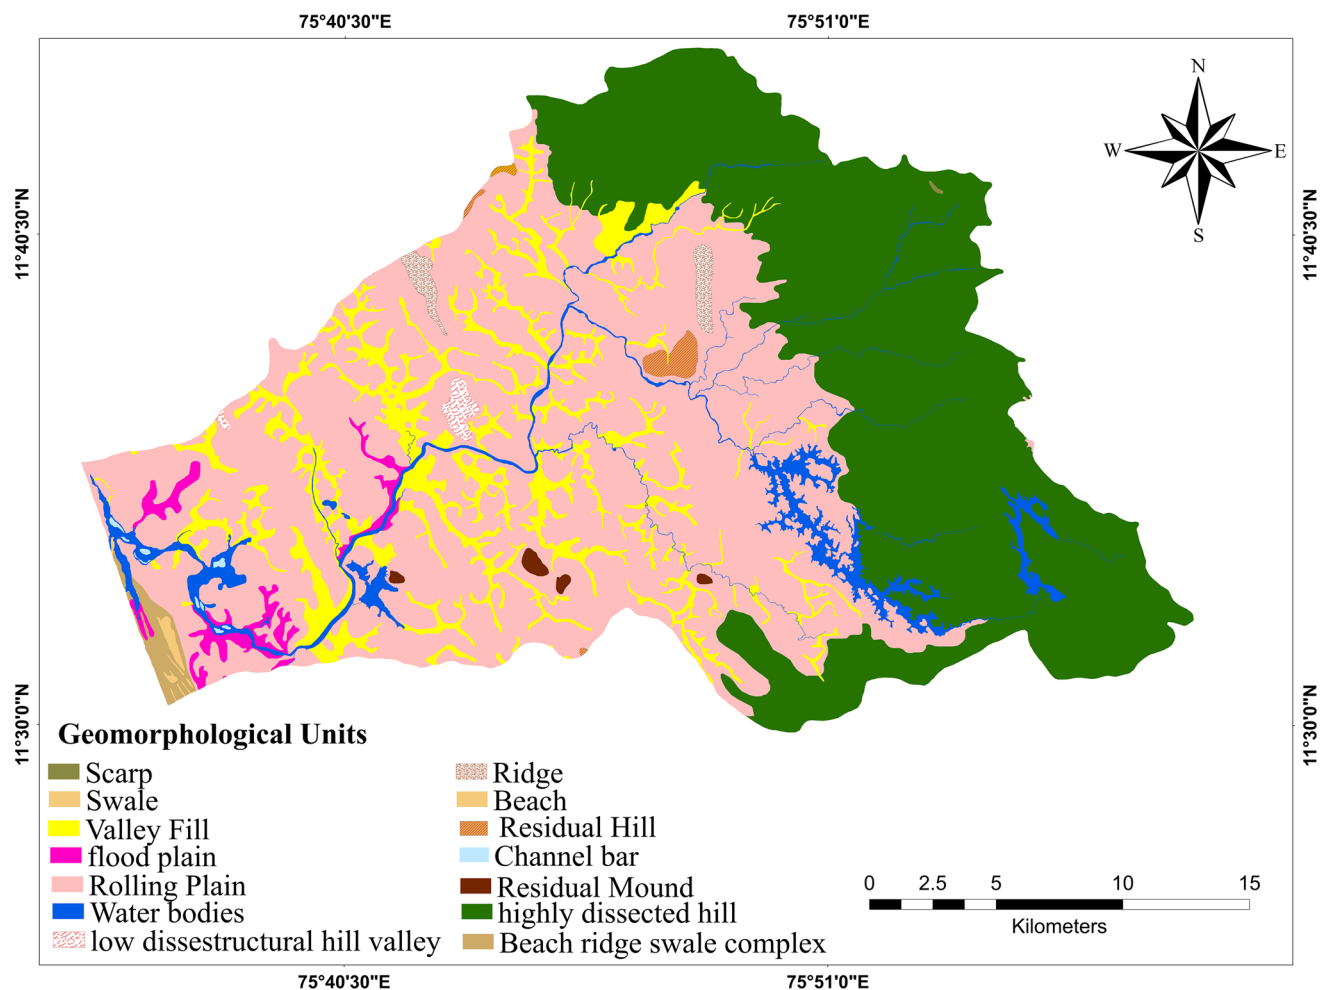 75°40'30"E 75°51'0"E
N
W E
S
11°40'30"N 11°40'30"N
11°30'0"N 11°30'0"N
Geomorphological Units
Scarp Ridge
Swale Beach
Valley Fill Residual Hill
flood plain Channel bar
Rolling Plain Residual Mound
Water bodies highly dissected hill
low dissestructural hill valley Beach ridge swale complex
0 2.5 5 10 15
Kilometers
75°40'30"E 75°51'0"E